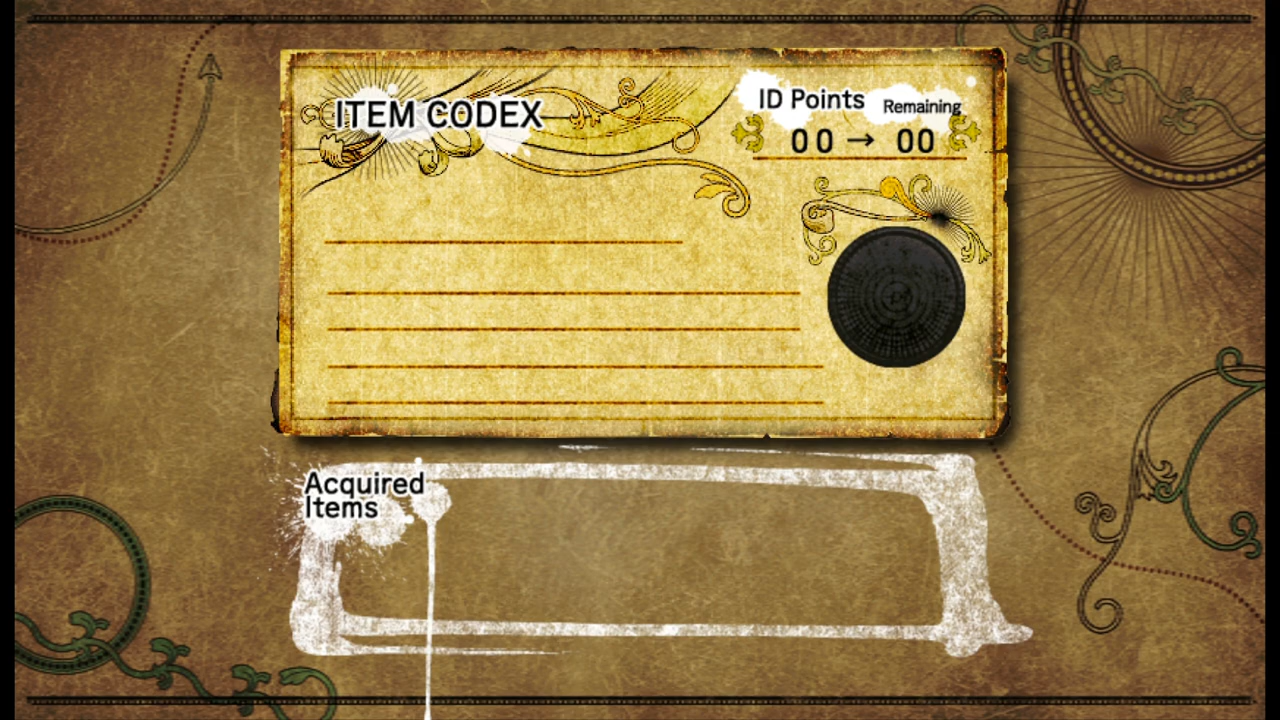 ITEM CODEX
ID Points Remaining
00 → 00
Acquired
Items